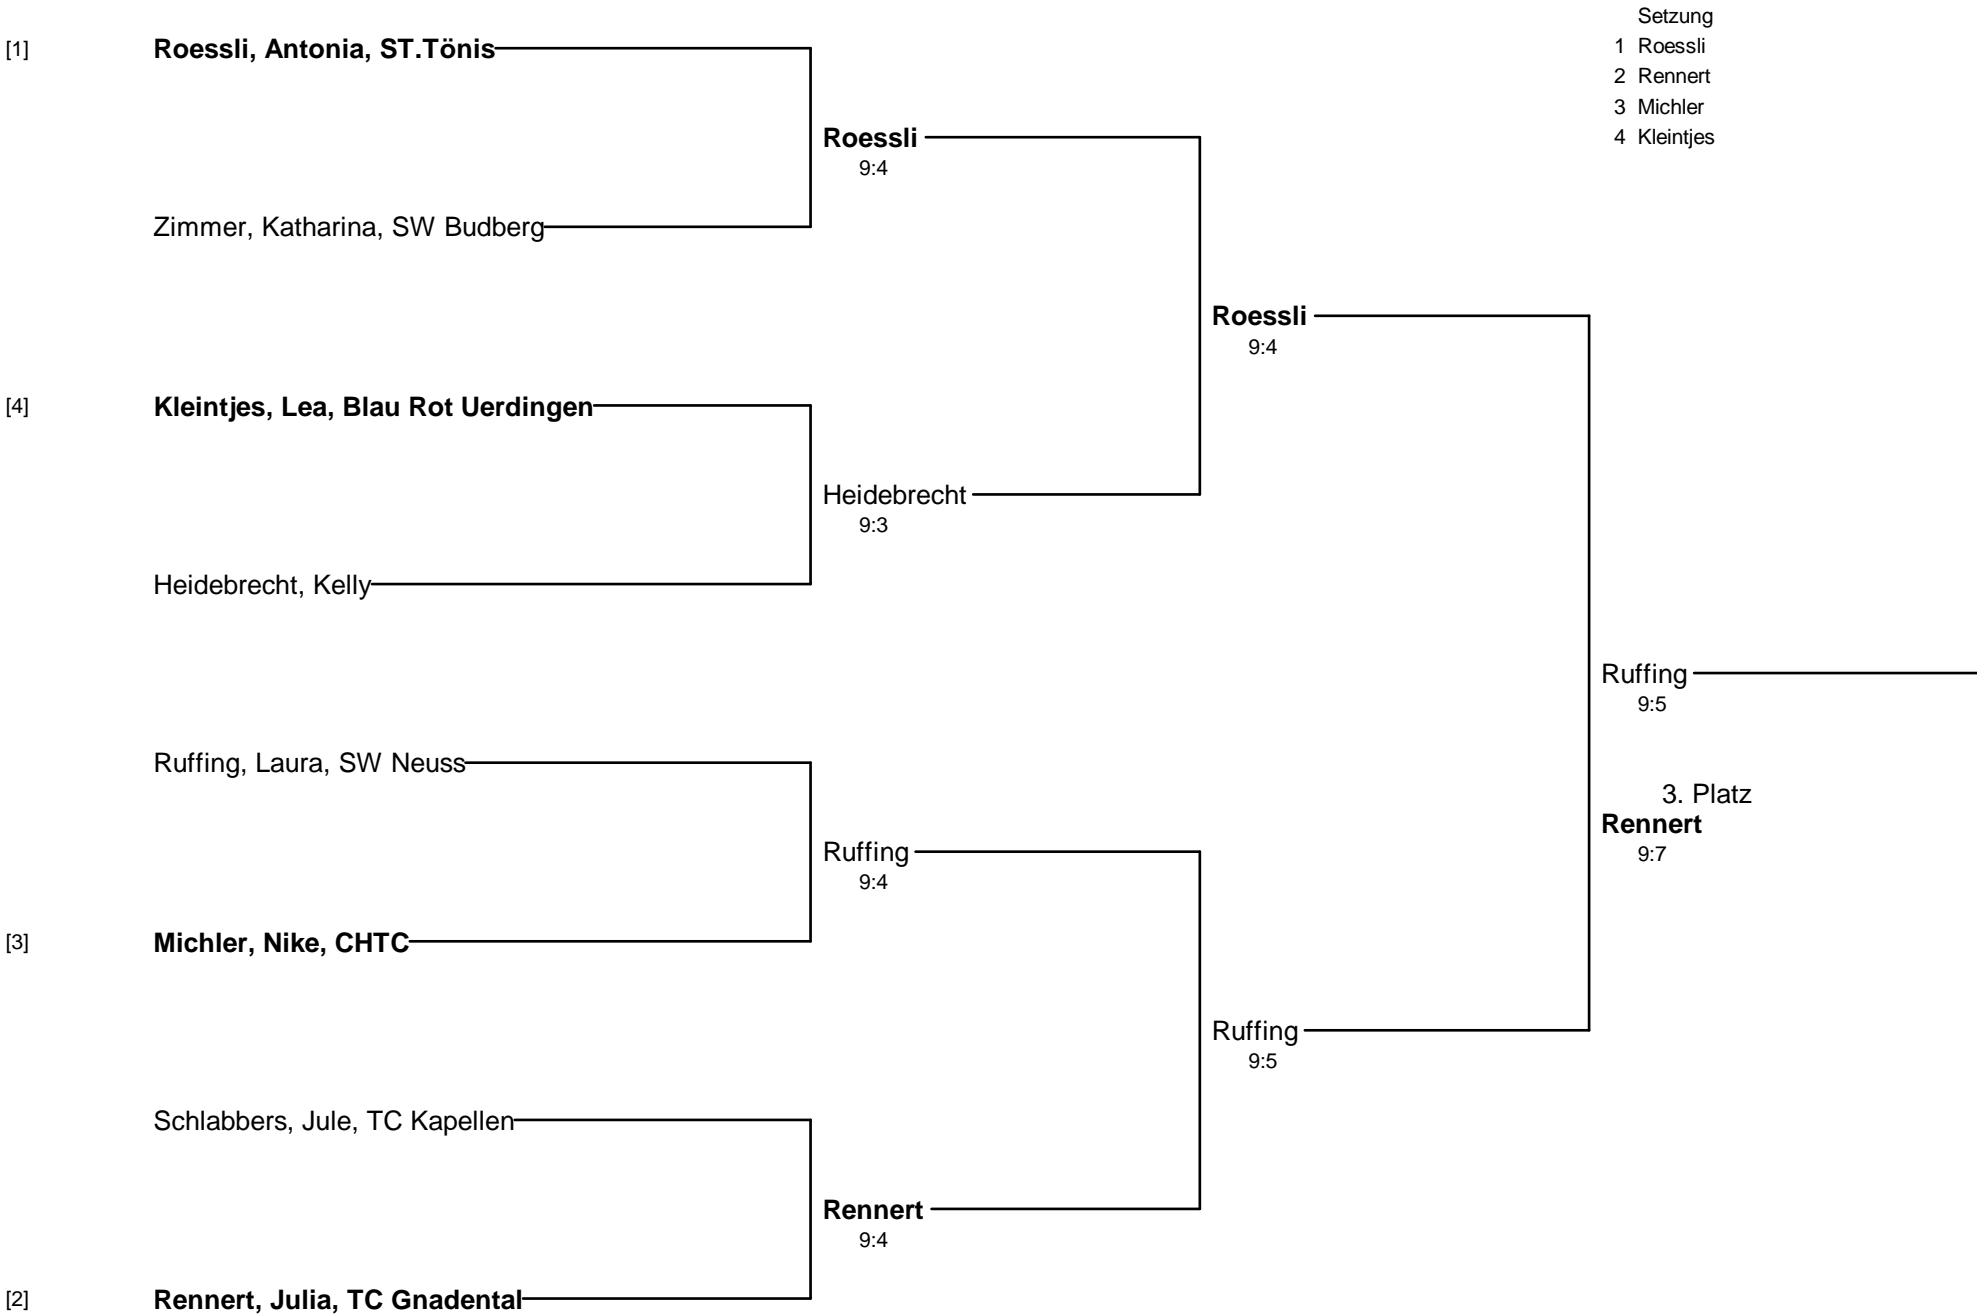 Setzung
1 Roessli
2 Rennert
3 Michler
4 Kleintjes
[1] Roessli, Antonia, ST.Tönis
Roessli
9:4
Zimmer, Katharina, SW Budberg
Roessli
9:4
[4] Kleintjes, Lea, Blau Rot Uerdingen
Heidebrecht
9:3
Heidebrecht, Kelly
Ruffing
9:5
Ruffing, Laura, SW Neuss
3. Platz
Rennert
9:7
Ruffing
9:4
[3] Michler, Nike, CHTC
Ruffing
9:5
Schlabbers, Jule, TC Kapellen
Rennert
9:4
[2] Rennert, Julia, TC Gnadental